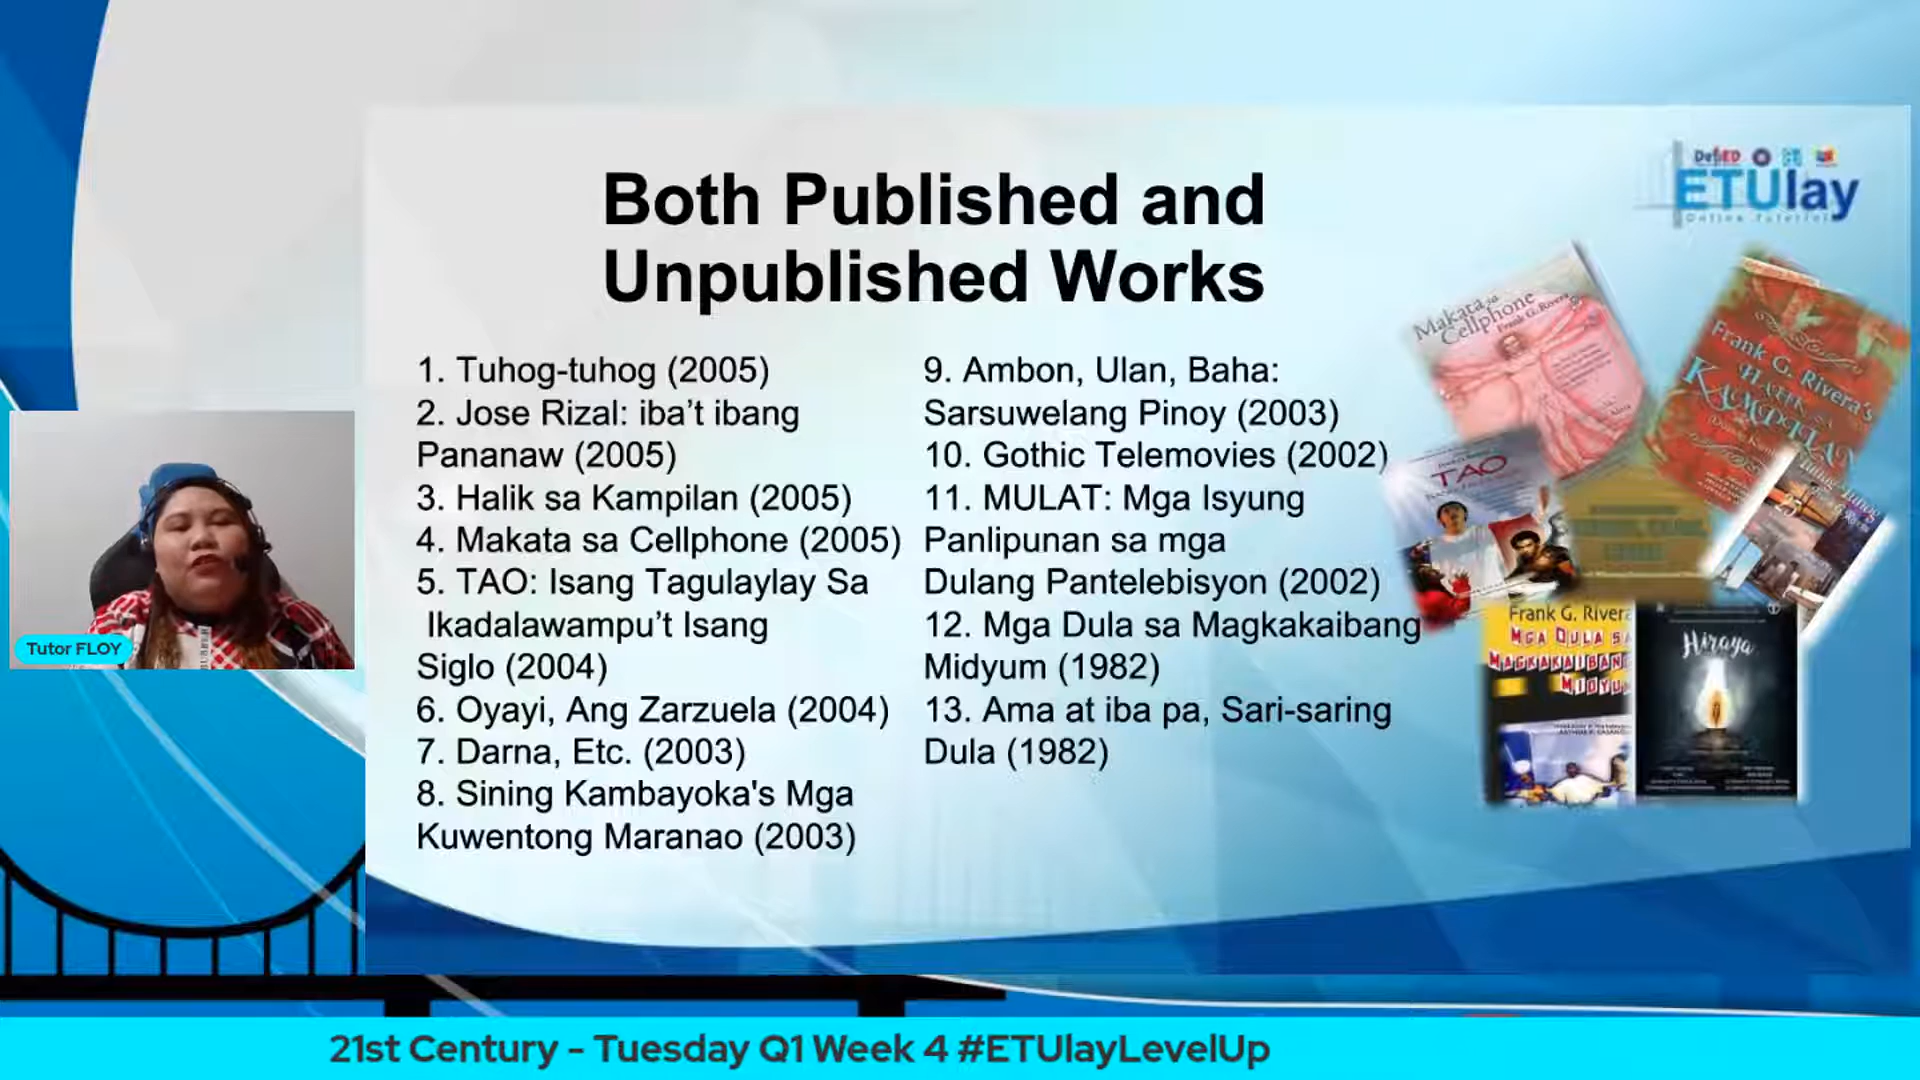 DepED
ETUlay
Online Tutorial
Both Published and
Unpublished Works
1. Tuhog-tuhog (2005)
2. Jose Rizal: iba’t ibang
Pananaw (2005)
3. Halik sa Kampilan (2005)
4. Makata sa Cellphone (2005)
5. TAO: Isang Tagulaylay Sa
Ikadalawampu’t Isang
Siglo (2004)
6. Oyayi, Ang Zarzuela (2004)
7. Darna, Etc. (2003)
8. Sining Kambayoka's Mga
Kuwentong Maranao (2003)
9. Ambon, Ulan, Baha:
Sarsuwelang Pinoy (2003)
10. Gothic Telemovies (2002)
11. MULAT: Mga Isyung
Panlipunan sa mga
Dulang Pantelebisyon (2002)
12. Mga Dula sa Magkakaibang
Midyum (1982)
13. Ama at iba pa, Sari-saring
Dula (1982)
Makata sa
Cellphone
Frank G. Rivera
Frank G. Rivera's
HALIK SA
KAMPILAN
TAO
Frank G. Rivera
MGA DULA SA
MAGKAKAIBAN
MIDYU
Hiraya
Tutor FLOY
21st Century - Tuesday Q1 Week 4 #ETUlayLevelUp